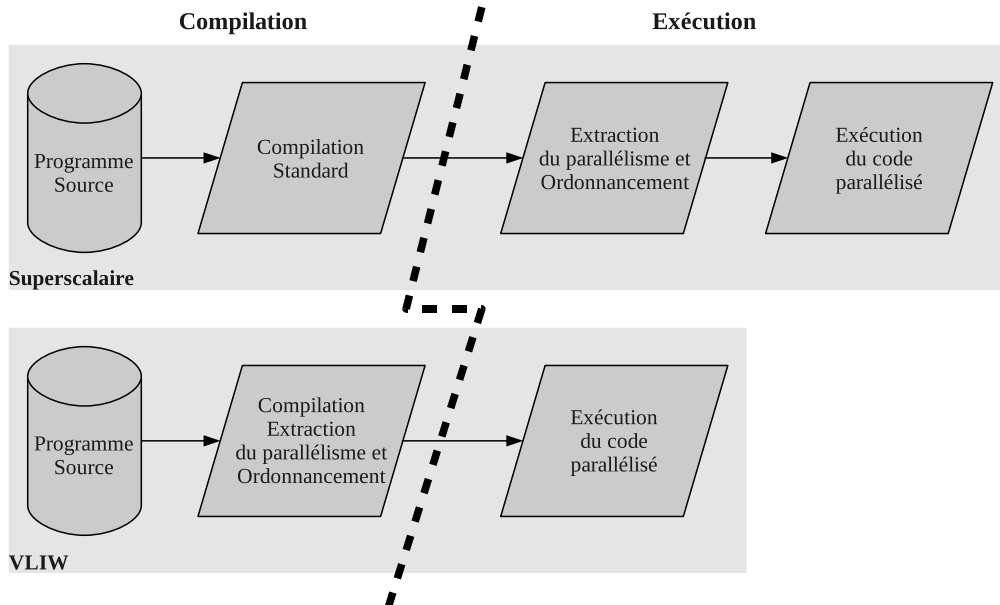 Compilation
Exécution
Programme
Source
Compilation
Standard
Extraction
du parallélisme et
Ordonnancement
Exécution
du code
parallélisé
Superscalaire
Programme
Source
Compilation
Extraction
du parallélisme et
Ordonnancement
Exécution
du code
parallélisé
VLIW